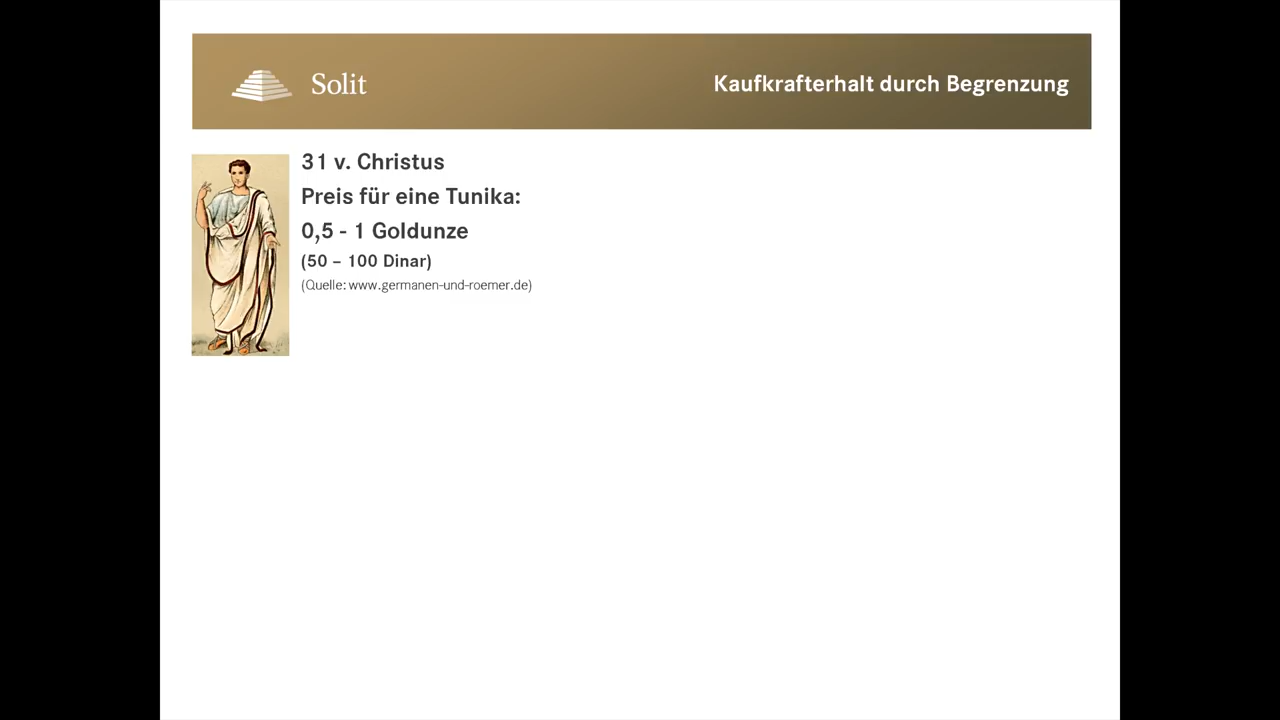 Solit
Kaufkrafterhalt durch Begrenzung
31 v. Christus
Preis für eine Tunika:
0,5 - 1 Goldunze
(50 – 100 Dinar)
(Quelle: www.germanen-und-roemer.de)